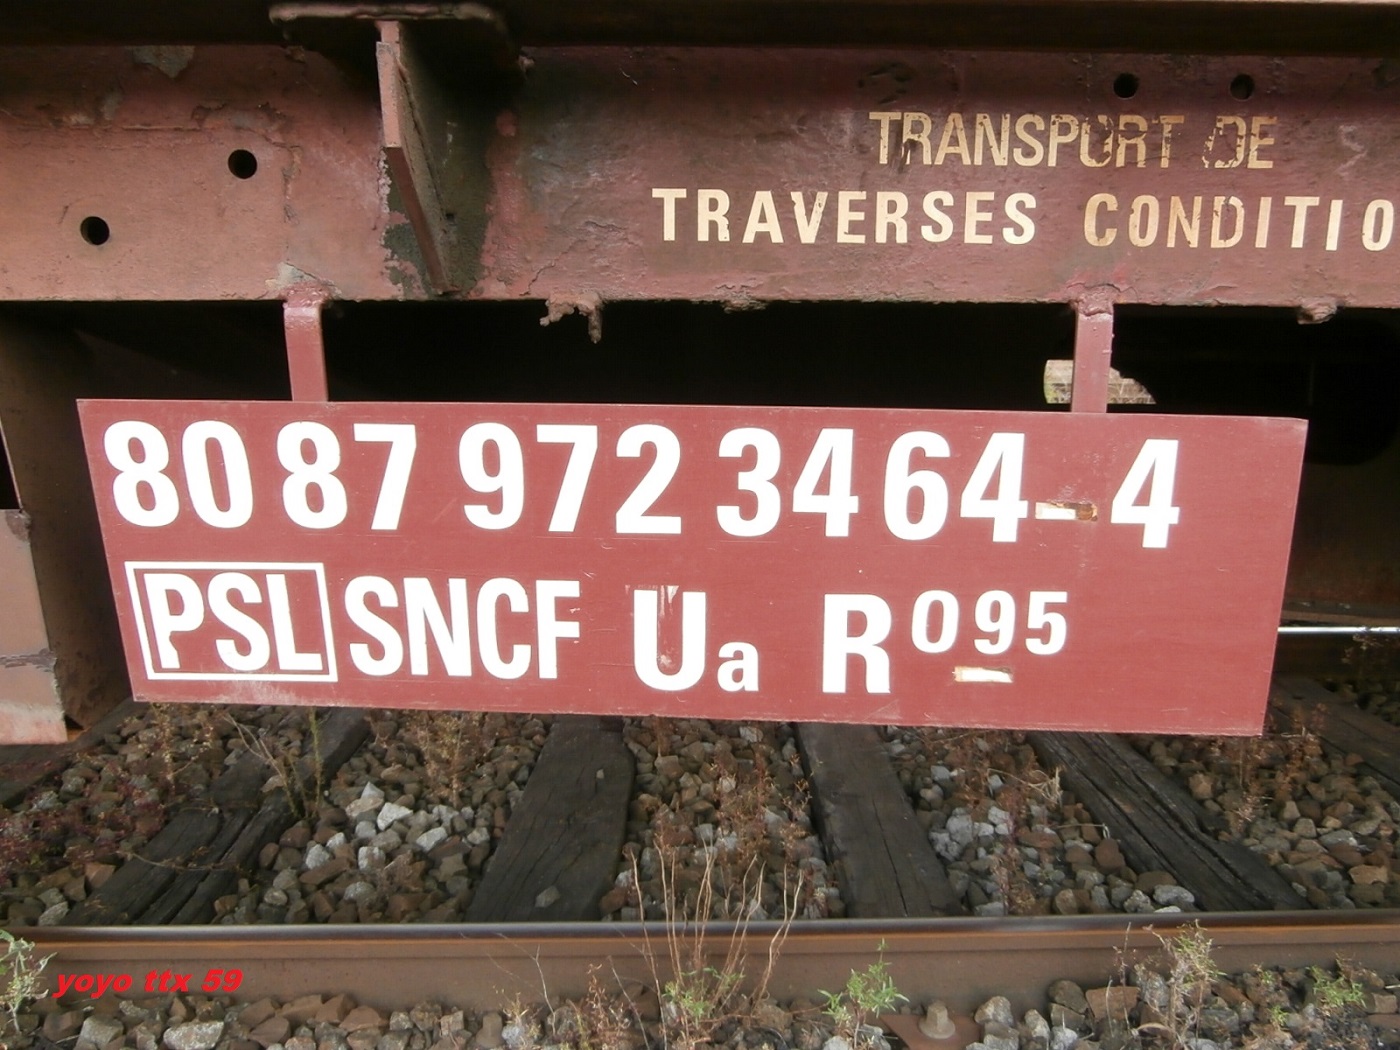 TRANSPORT DE
TRAVERSES CONDITIO
80 87 972 3464-4
PSL SNCF Ua R⁰95
yoyo ttx 59